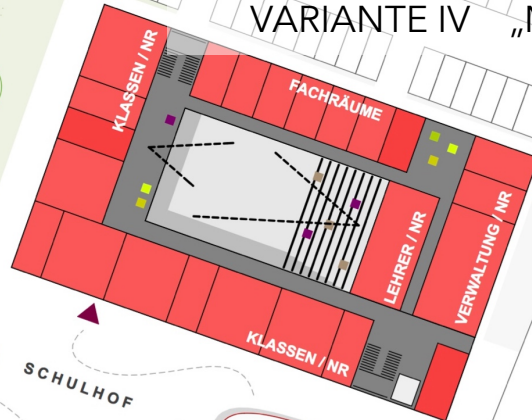 VARIANTE IV „
KLASSEN / NR
FACHRÄUME
LEHRER / NR
VERWALTUNG / NR
KLASSEN / NR
SCHULHOF